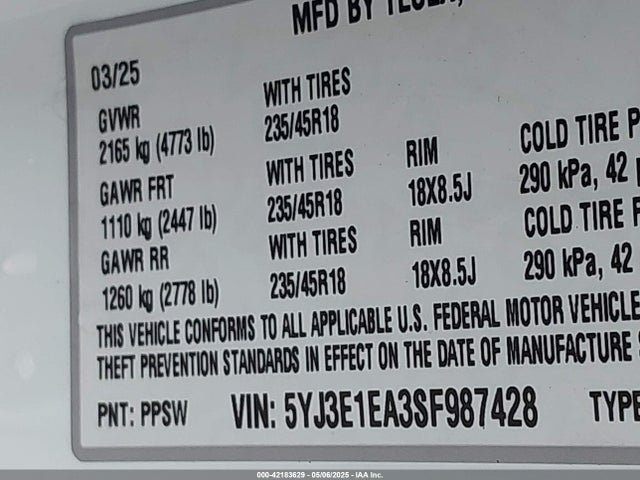 MFD BY TESLA,
03/25
GVWR WITH TIRES
2165 kg (4773 lb) 235/45R18
GAWR FRT WITH TIRES RIM COLD TIRE P
1110 kg (2447 lb) 235/45R18 18X8.5J 290 kPa, 42
GAWR RR WITH TIRES RIM COLD TIRE P
1260 kg (2778 lb) 235/45R18 18X8.5J 290 kPa, 42
THIS VEHICLE CONFORMS TO ALL APPLICABLE U.S. FEDERAL MOTOR VEHICLE
THEFT PREVENTION STANDARDS IN EFFECT ON THE DATE OF MANUFACTURE
PNT: PPSW VIN: 5YJ3E1EA3SF987428 TYPE
000-42183629 - 05/06/2025 - IAA Inc.